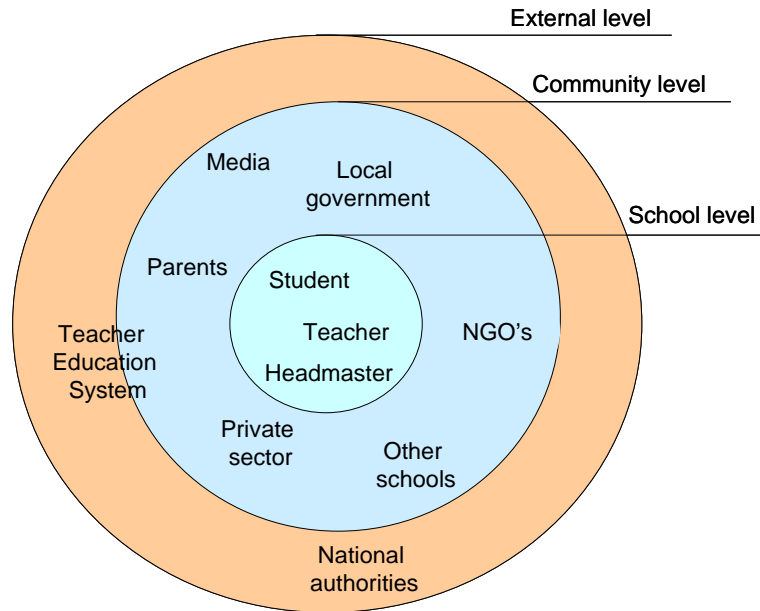 External level
Community level
School level
Media
Local
government
Parents
Student
Teacher
Headmaster
NGO's
Teacher
Education
System
Private
sector
Other
schools
National
authorities